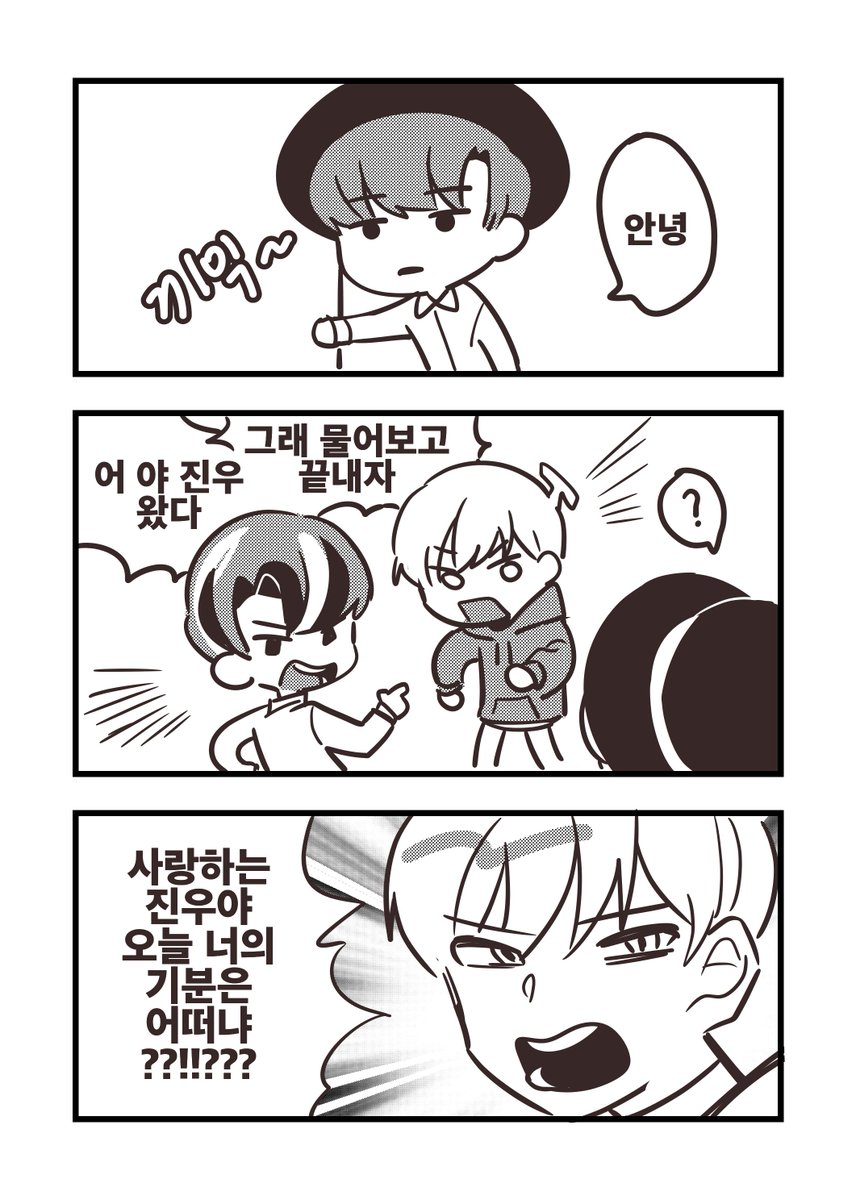 끼익~
안녕
그래 물어보고
끝내자
어 야 진우
왔다
?
사랑하는
진우야
오늘 너의
기분은
어떠냐
??!!???